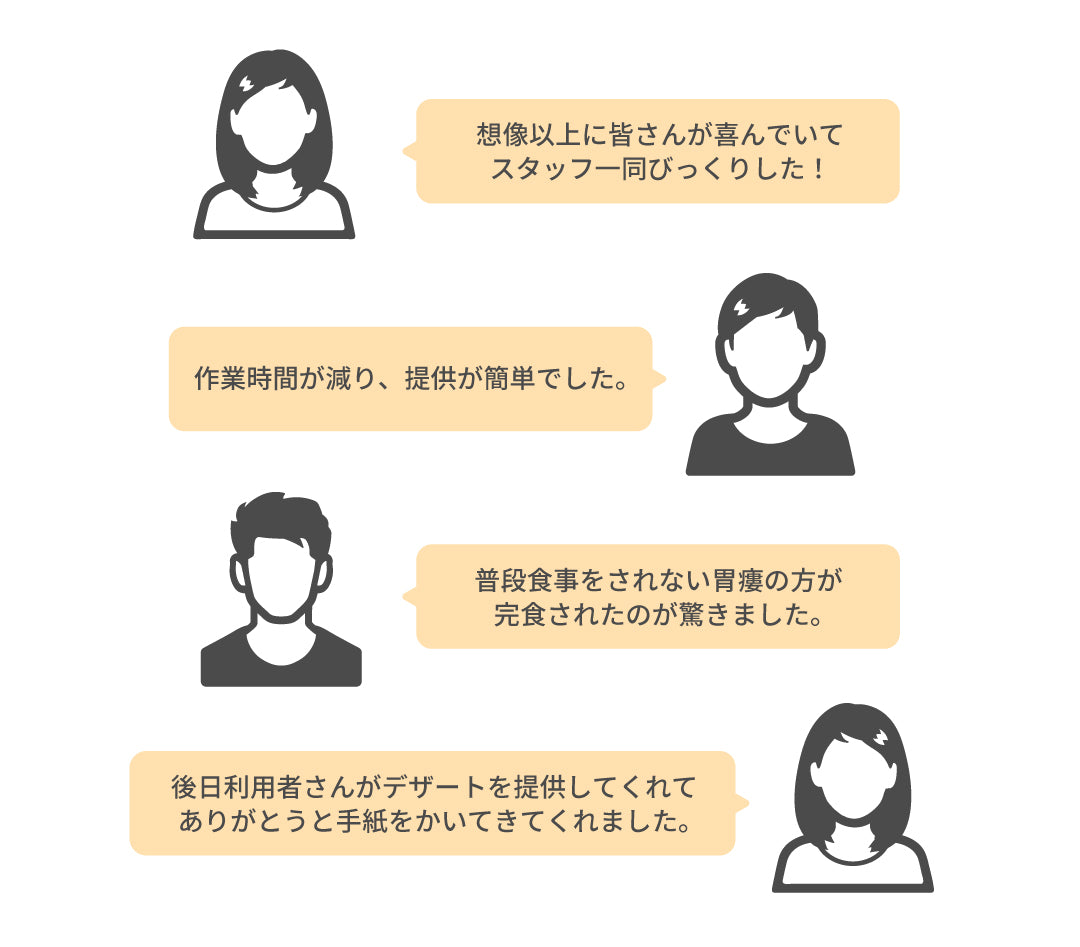 想像以上に皆さんが喜んでいて
スタッフ一同びっくりした！
作業時間が減り、提供が簡単でした。
普段食事をされない胃瘻の方が
完食されたのが驚きました。
後日利用者さんがデザートを提供してくれて
ありがとうと手紙をかいてきてくれました。